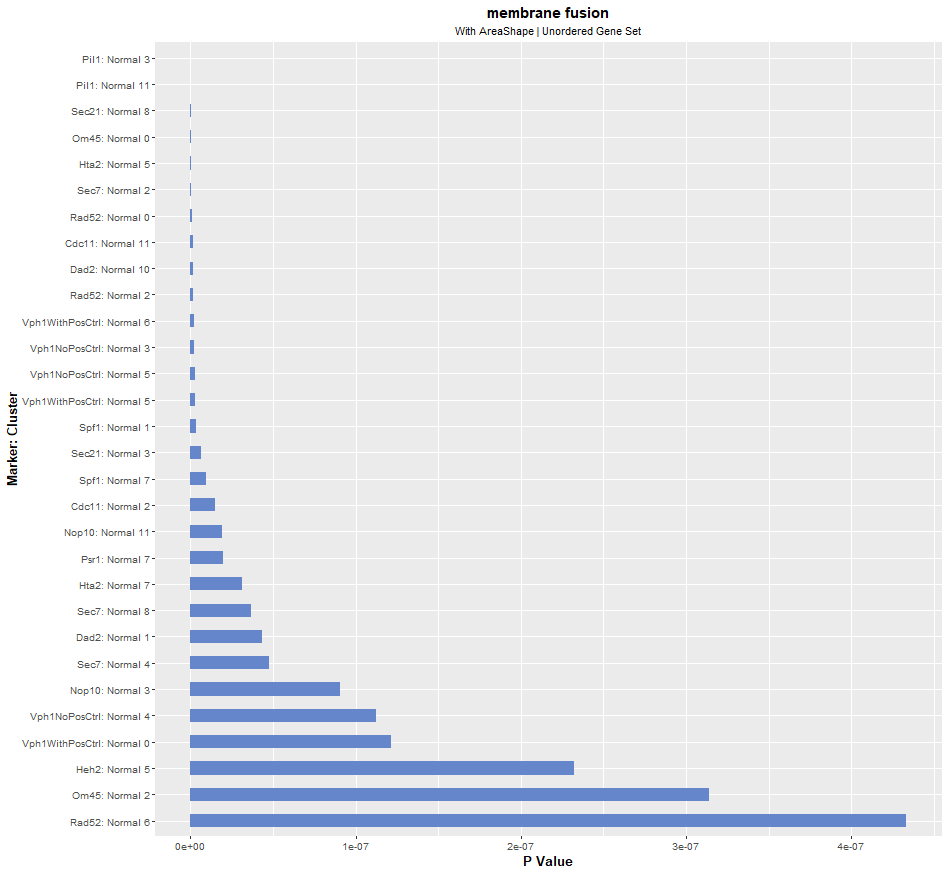 membrane fusion
With AreaShape | Unordered Gene Set
Pil1: Normal 3
Pil1: Normal 11
Sec21: Normal 8
Om45: Normal 0
Hta2: Normal 5
Sec7: Normal 2
Rad52: Normal 0
Cdc11: Normal 11
Dad2: Normal 10
Rad52: Normal 2
Vph1WithPosCtrl: Normal 6
Vph1NoPosCtrl: Normal 3
Vph1NoPosCtrl: Normal 5
Vph1WithPosCtrl: Normal 5
Spf1: Normal 1
Sec21: Normal 3
Spf1: Normal 7
Cdc11: Normal 2
Nop10: Normal 11
Psr1: Normal 7
Hta2: Normal 7
Sec7: Normal 8
Dad2: Normal 1
Sec7: Normal 4
Nop10: Normal 3
Vph1NoPosCtrl: Normal 4
Vph1WithPosCtrl: Normal 0
Heh2: Normal 5
Om45: Normal 2
Rad52: Normal 6
Marker: Cluster
0e+00 1e-07 2e-07 3e-07 4e-07
P Value